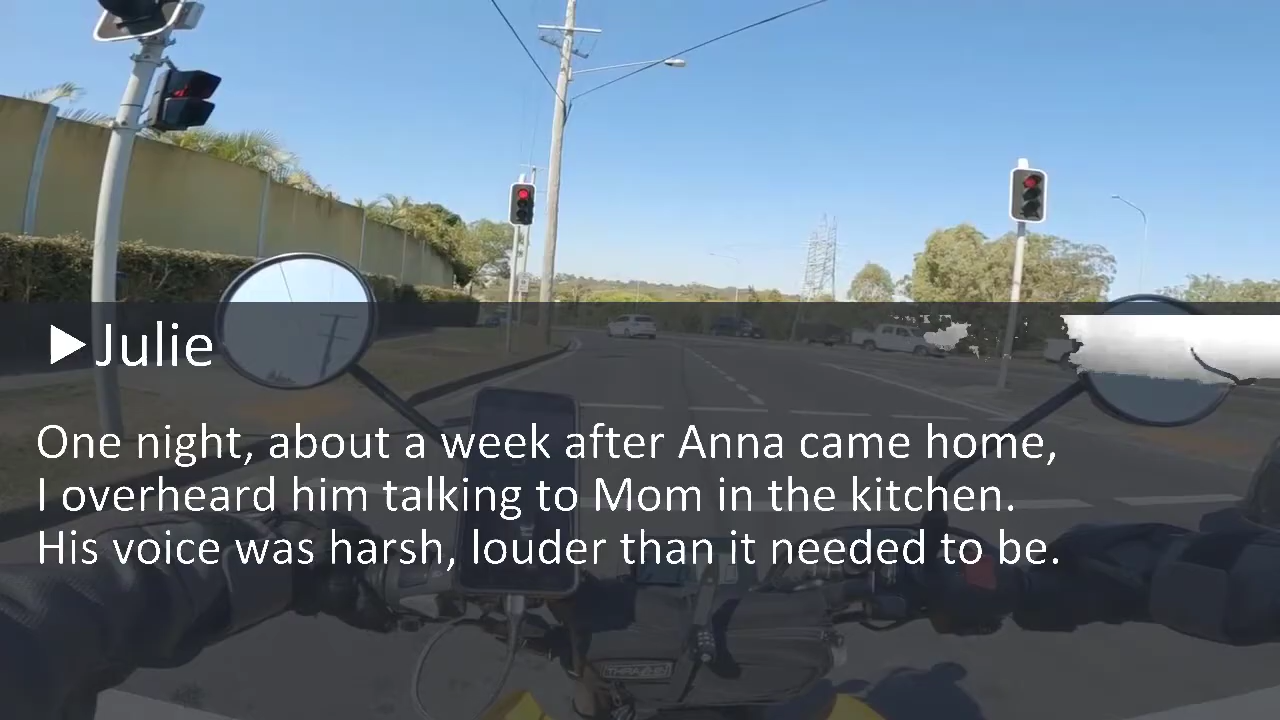 ▶Julie
One night, about a week after Anna came home,
I overheard him talking to Mom in the kitchen.
His voice was harsh, louder than it needed to be.